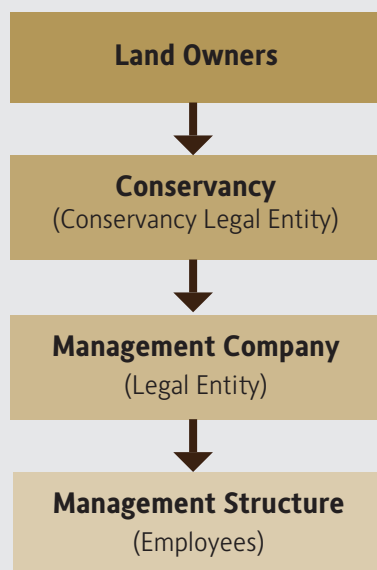 Land Owners
Conservancy
(Conservancy Legal Entity)
Management Company
(Legal Entity)
Management Structure
(Employees)